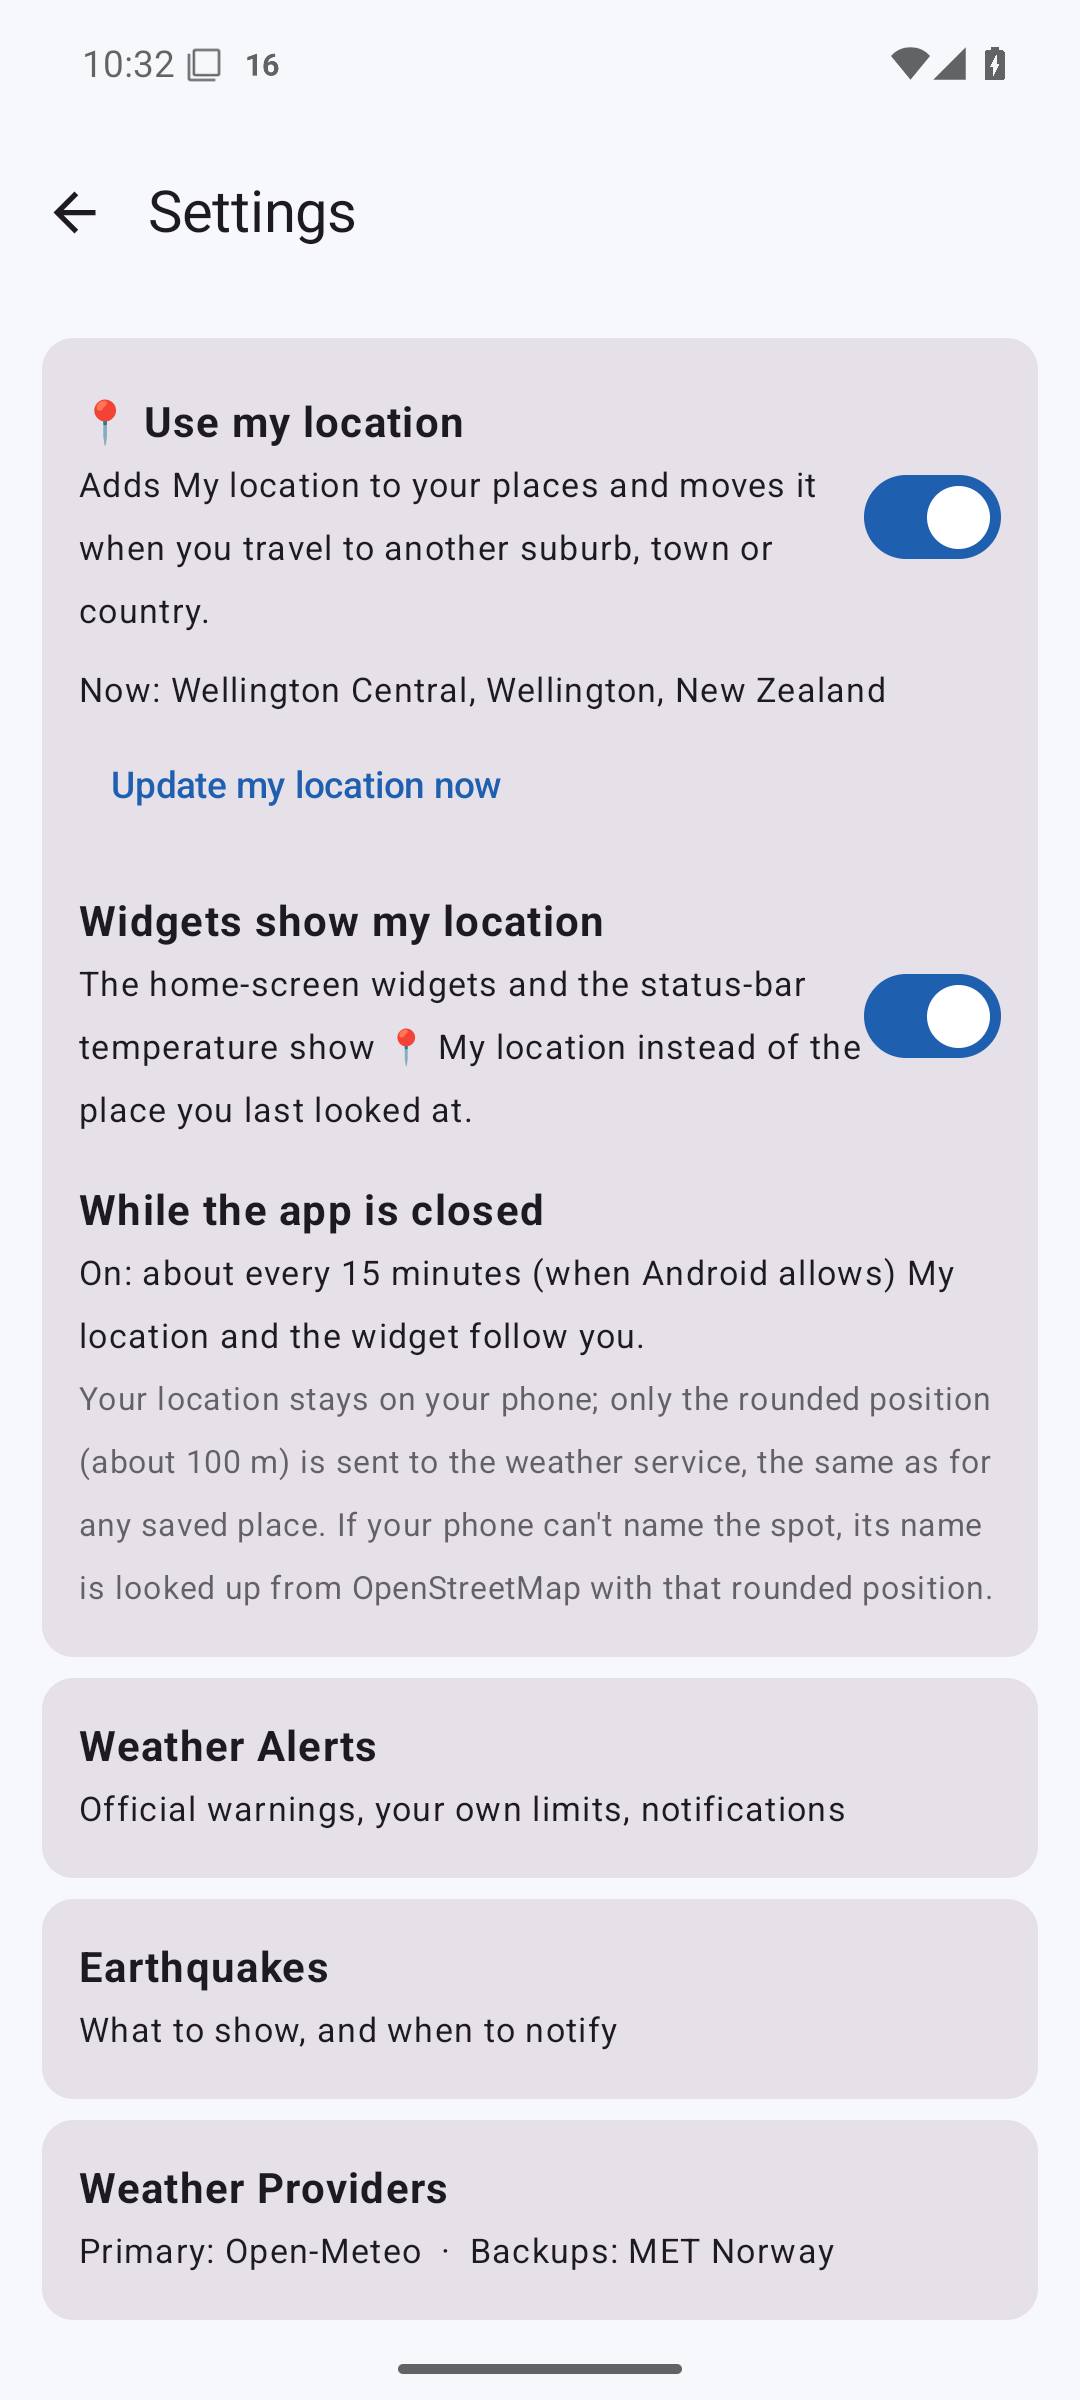 10:32 16
Settings
📍 Use my location
Adds My location to your places and moves it
when you travel to another suburb, town or
country.
Now: Wellington Central, Wellington, New Zealand
Update my location now
Widgets show my location
The home-screen widgets and the status-bar
temperature show 📍 My location instead of the
place you last looked at.
While the app is closed
On: about every 15 minutes (when Android allows) My
location and the widget follow you.
Your location stays on your phone; only the rounded position
(about 100 m) is sent to the weather service, the same as for
any saved place. If your phone can't name the spot, its name
is looked up from OpenStreetMap with that rounded position.
Weather Alerts
Official warnings, your own limits, notifications
Earthquakes
What to show, and when to notify
Weather Providers
Primary: Open-Meteo · Backups: MET Norway